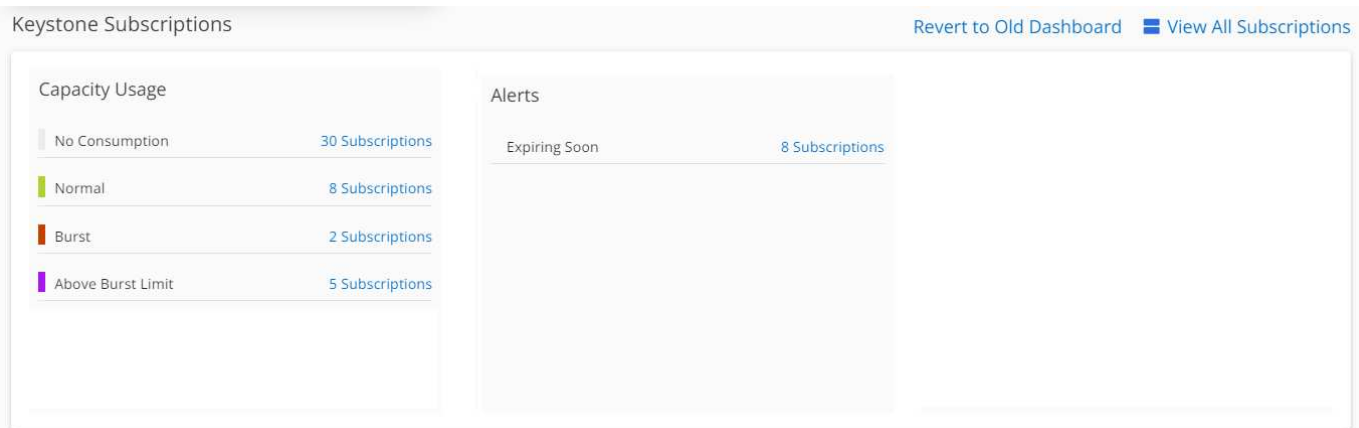 Keystone Subscriptions
Revert to Old Dashboard View All Subscriptions
Capacity Usage
No Consumption 30 Subscriptions
Normal 8 Subscriptions
Burst 2 Subscriptions
Above Burst Limit 5 Subscriptions
Alerts
Expiring Soon 8 Subscriptions